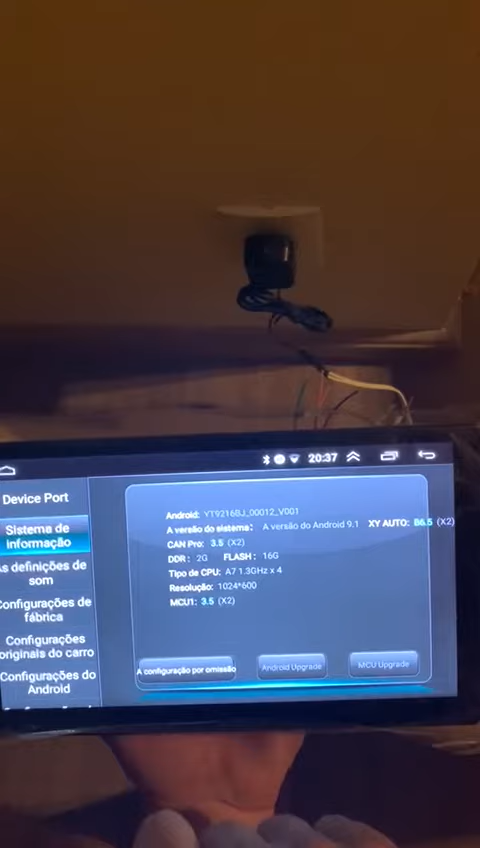 20:37
Device Port
Sistema de
informação
As definições de
som
Configurações de
fábrica
Configurações
originais do carro
Configurações do
Android
Android: YT9216BJ_00012_V001
A versão do sistema: A versão do Android 9.1 XY AUTO: B6.5 (X2)
CAN Pro: 3.5 (X2)
DDR: 2G FLASH: 16G
Tipo de CPU: A7 1.3GHz x 4
Resolução: 1024*600
MCU1: 3.5 (X2)
A configuração por omissão
Android Upgrade
MCU Upgrade